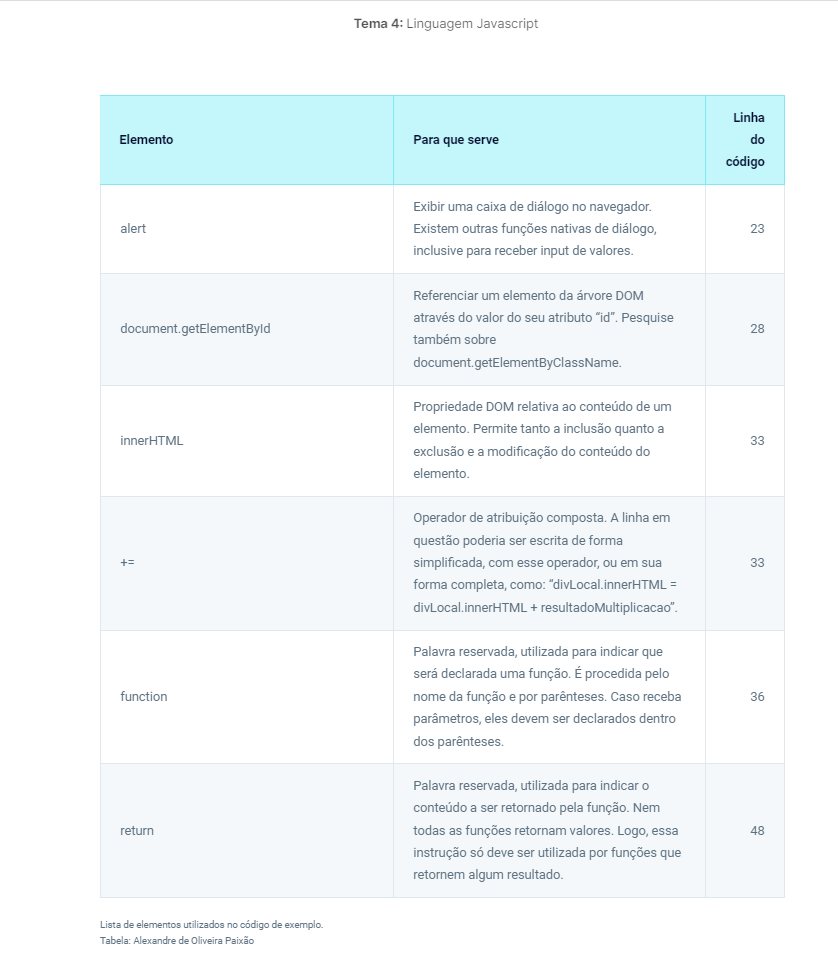 Tema 4: Linguagem Javascript
Elemento
Para que serve
Linha
do
código
alert
Exibir uma caixa de diálogo no navegador.
Existem outras funções nativas de diálogo,
inclusive para receber input de valores.
23
document.getElementById
Referenciar um elemento da árvore DOM
através do valor do seu atributo “id”. Pesquise
também sobre
document.getElementByClassName.
28
innerHTML
Propriedade DOM relativa ao conteúdo de um
elemento. Permite tanto a inclusão quanto a
exclusão e a modificação do conteúdo do
elemento.
33
+=
Operador de atribuição composta. A linha em
questão poderia ser escrita de forma
simplificada, com esse operador, ou em sua
forma completa, como: “divLocal.innerHTML =
divLocal.innerHTML + resultadoMultiplicacao”.
33
function
Palavra reservada, utilizada para indicar que
será declarada uma função. É procedida pelo
nome da função e por parênteses. Caso receba
parâmetros, eles devem ser declarados dentro
dos parênteses.
36
return
Palavra reservada, utilizada para indicar o
conteúdo a ser retornado pela função. Nem
todas as funções retornam valores. Logo, essa
instrução só deve ser utilizada por funções que
retornem algum resultado.
48
Lista de elementos utilizados no código de exemplo.
Tabela: Alexandre de Oliveira Paixão